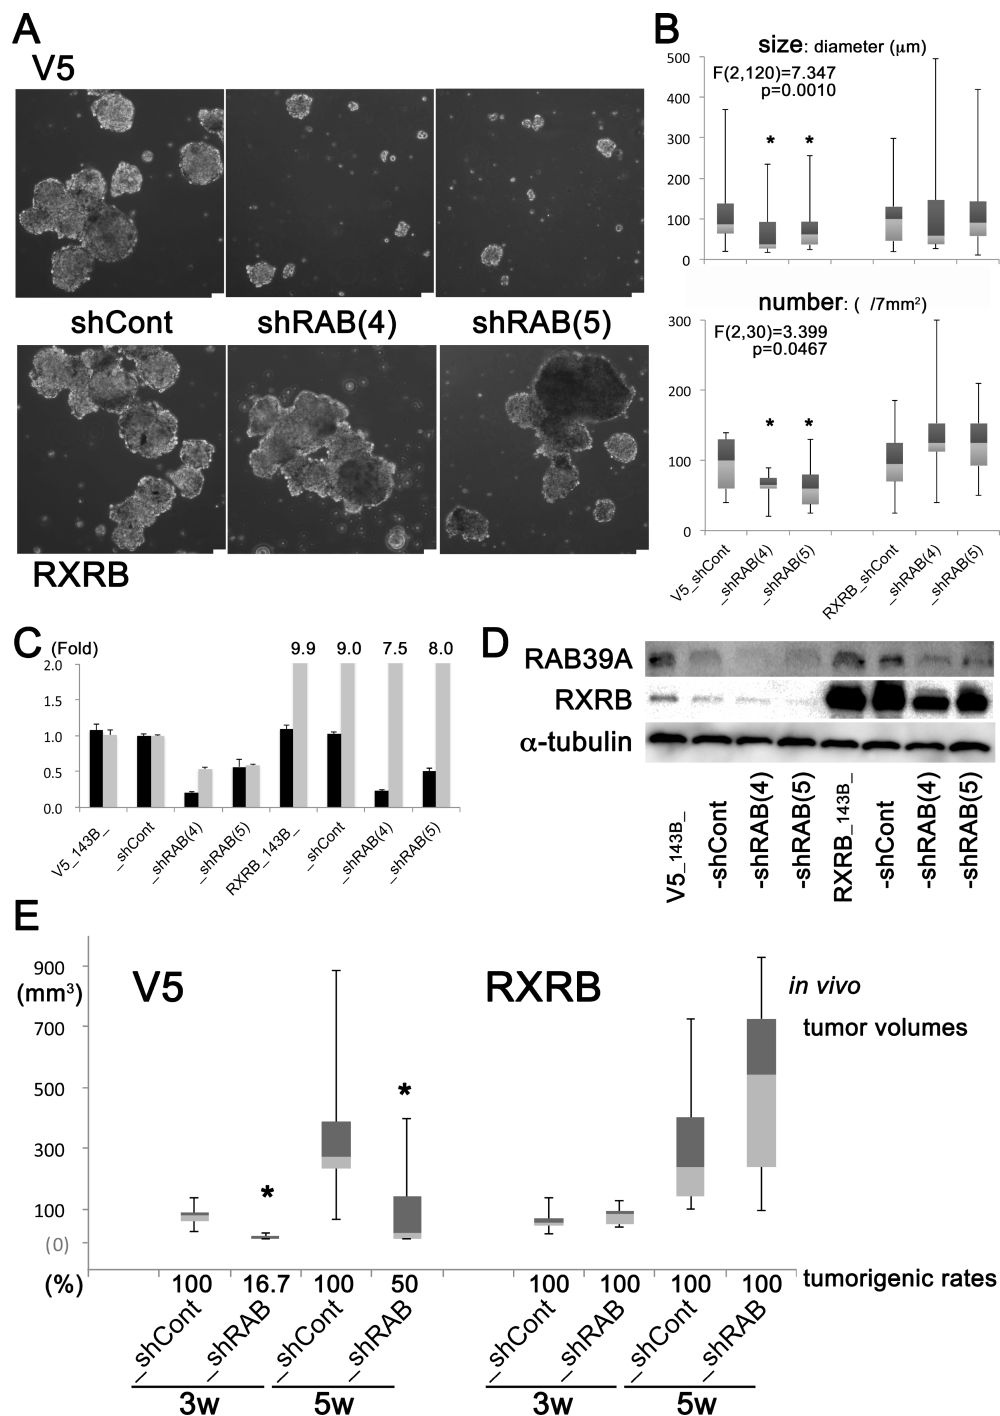 A
V5
shCont
shRAB(4)
shRAB(5)
RXRB
B
size: diameter (μm)
F(2,120)=7.347
p=0.0010
500
400
300
200
100
0
*
*
number: ( /7mm²)
F(2,30)=3.399
p=0.0467
300
200
100
0
*
*
V5_shCont
_shRAB(4)
_shRAB(5)
RXRB_shCont
_shRAB(4)
_shRAB(5)
C
(Fold)
9.9
9.0
7.5
8.0
2.0
1.5
1.0
0.5
0.0
V5_143B_
_shCont
_shRAB(4)
_shRAB(5)
RXRB_143B_
_shCont
_shRAB(4)
_shRAB(5)
D
RAB39A
RXRB
α-tubulin
V5_143B_
-shCont
-shRAB(4)
-shRAB(5)
RXRB_143B_
-shCont
-shRAB(4)
-shRAB(5)
E
900
(mm³)
700
500
300
100
(0)
V5
RXRB
in vivo
tumor volumes
*
*
(%)
100
16.7
100
50
100
100
100
100
tumorigenic rates
_shCont
_shRAB
_shCont
_shRAB
_shCont
_shRAB
_shCont
_shRAB
3w
5w
3w
5w